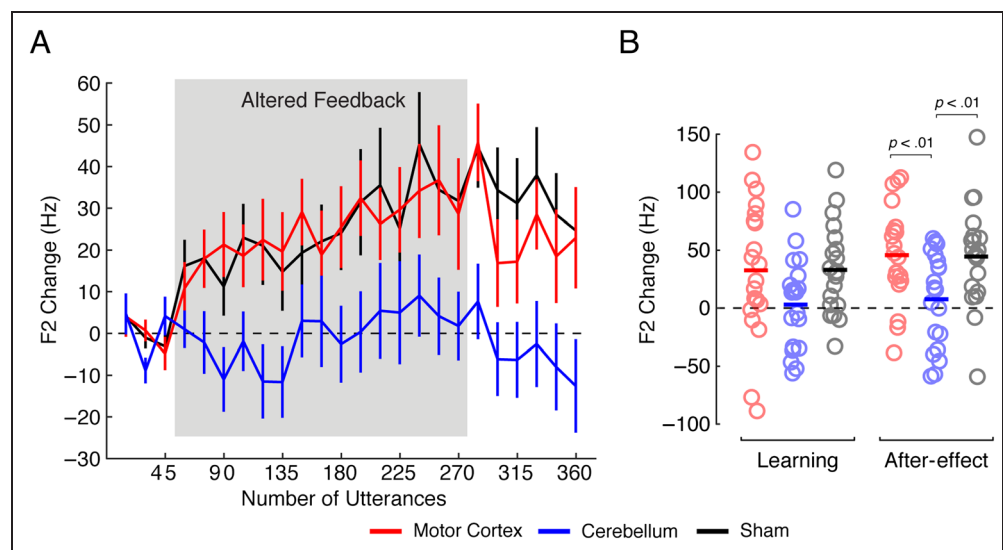 A
B
60
50
40
30
20
10
0
−10
−20
−30
F2 Change (Hz)
Altered Feedback
45 90 135 180 225 270 315 360
Number of Utterances
150
100
50
0
−50
−100
F2 Change (Hz)
p < .01
p < .01
Learning After-effect
Motor Cortex Cerebellum Sham